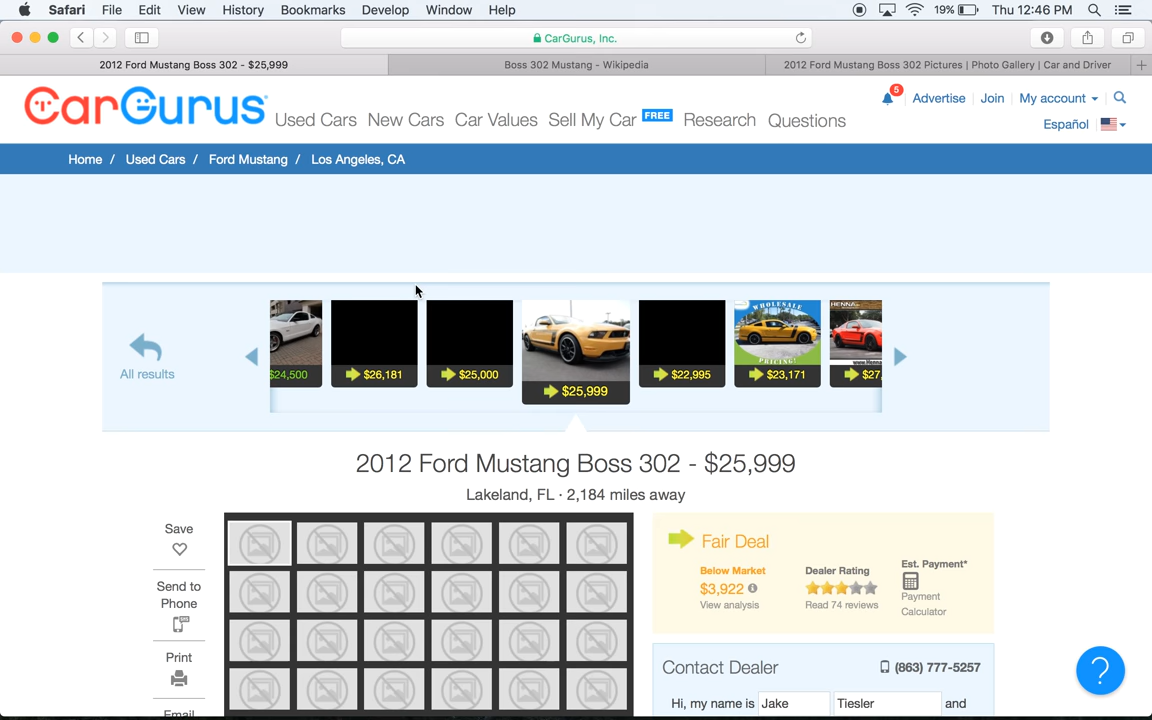 Safari File Edit View History Bookmarks Develop Window Help 19% Thu 12:46 PM
CarGurus, Inc.
2012 Ford Mustang Boss 302 - $25,999 Boss 302 Mustang - Wikipedia 2012 Ford Mustang Boss 302 Pictures | Photo Gallery | Car and Driver
CarGurus Used Cars New Cars Car Values Sell My Car FREE Research Questions
5 Advertise Join My account
Español
Home / Used Cars / Ford Mustang / Los Angeles, CA
All results
WHOLESALE
PRICING!
HENNA
$24,500 $26,181 $25,000 $25,999 $22,995 $23,171 $27,
2012 Ford Mustang Boss 302 - $25,999
Lakeland, FL · 2,184 miles away
Save
Send to
Phone
Print
Email
Fair Deal
Below Market
$3,922
View analysis
Dealer Rating
Read 74 reviews
Est. Payment*
Payment
Calculator
Contact Dealer (863) 777-5257
Hi, my name is Jake Tiesler and
?